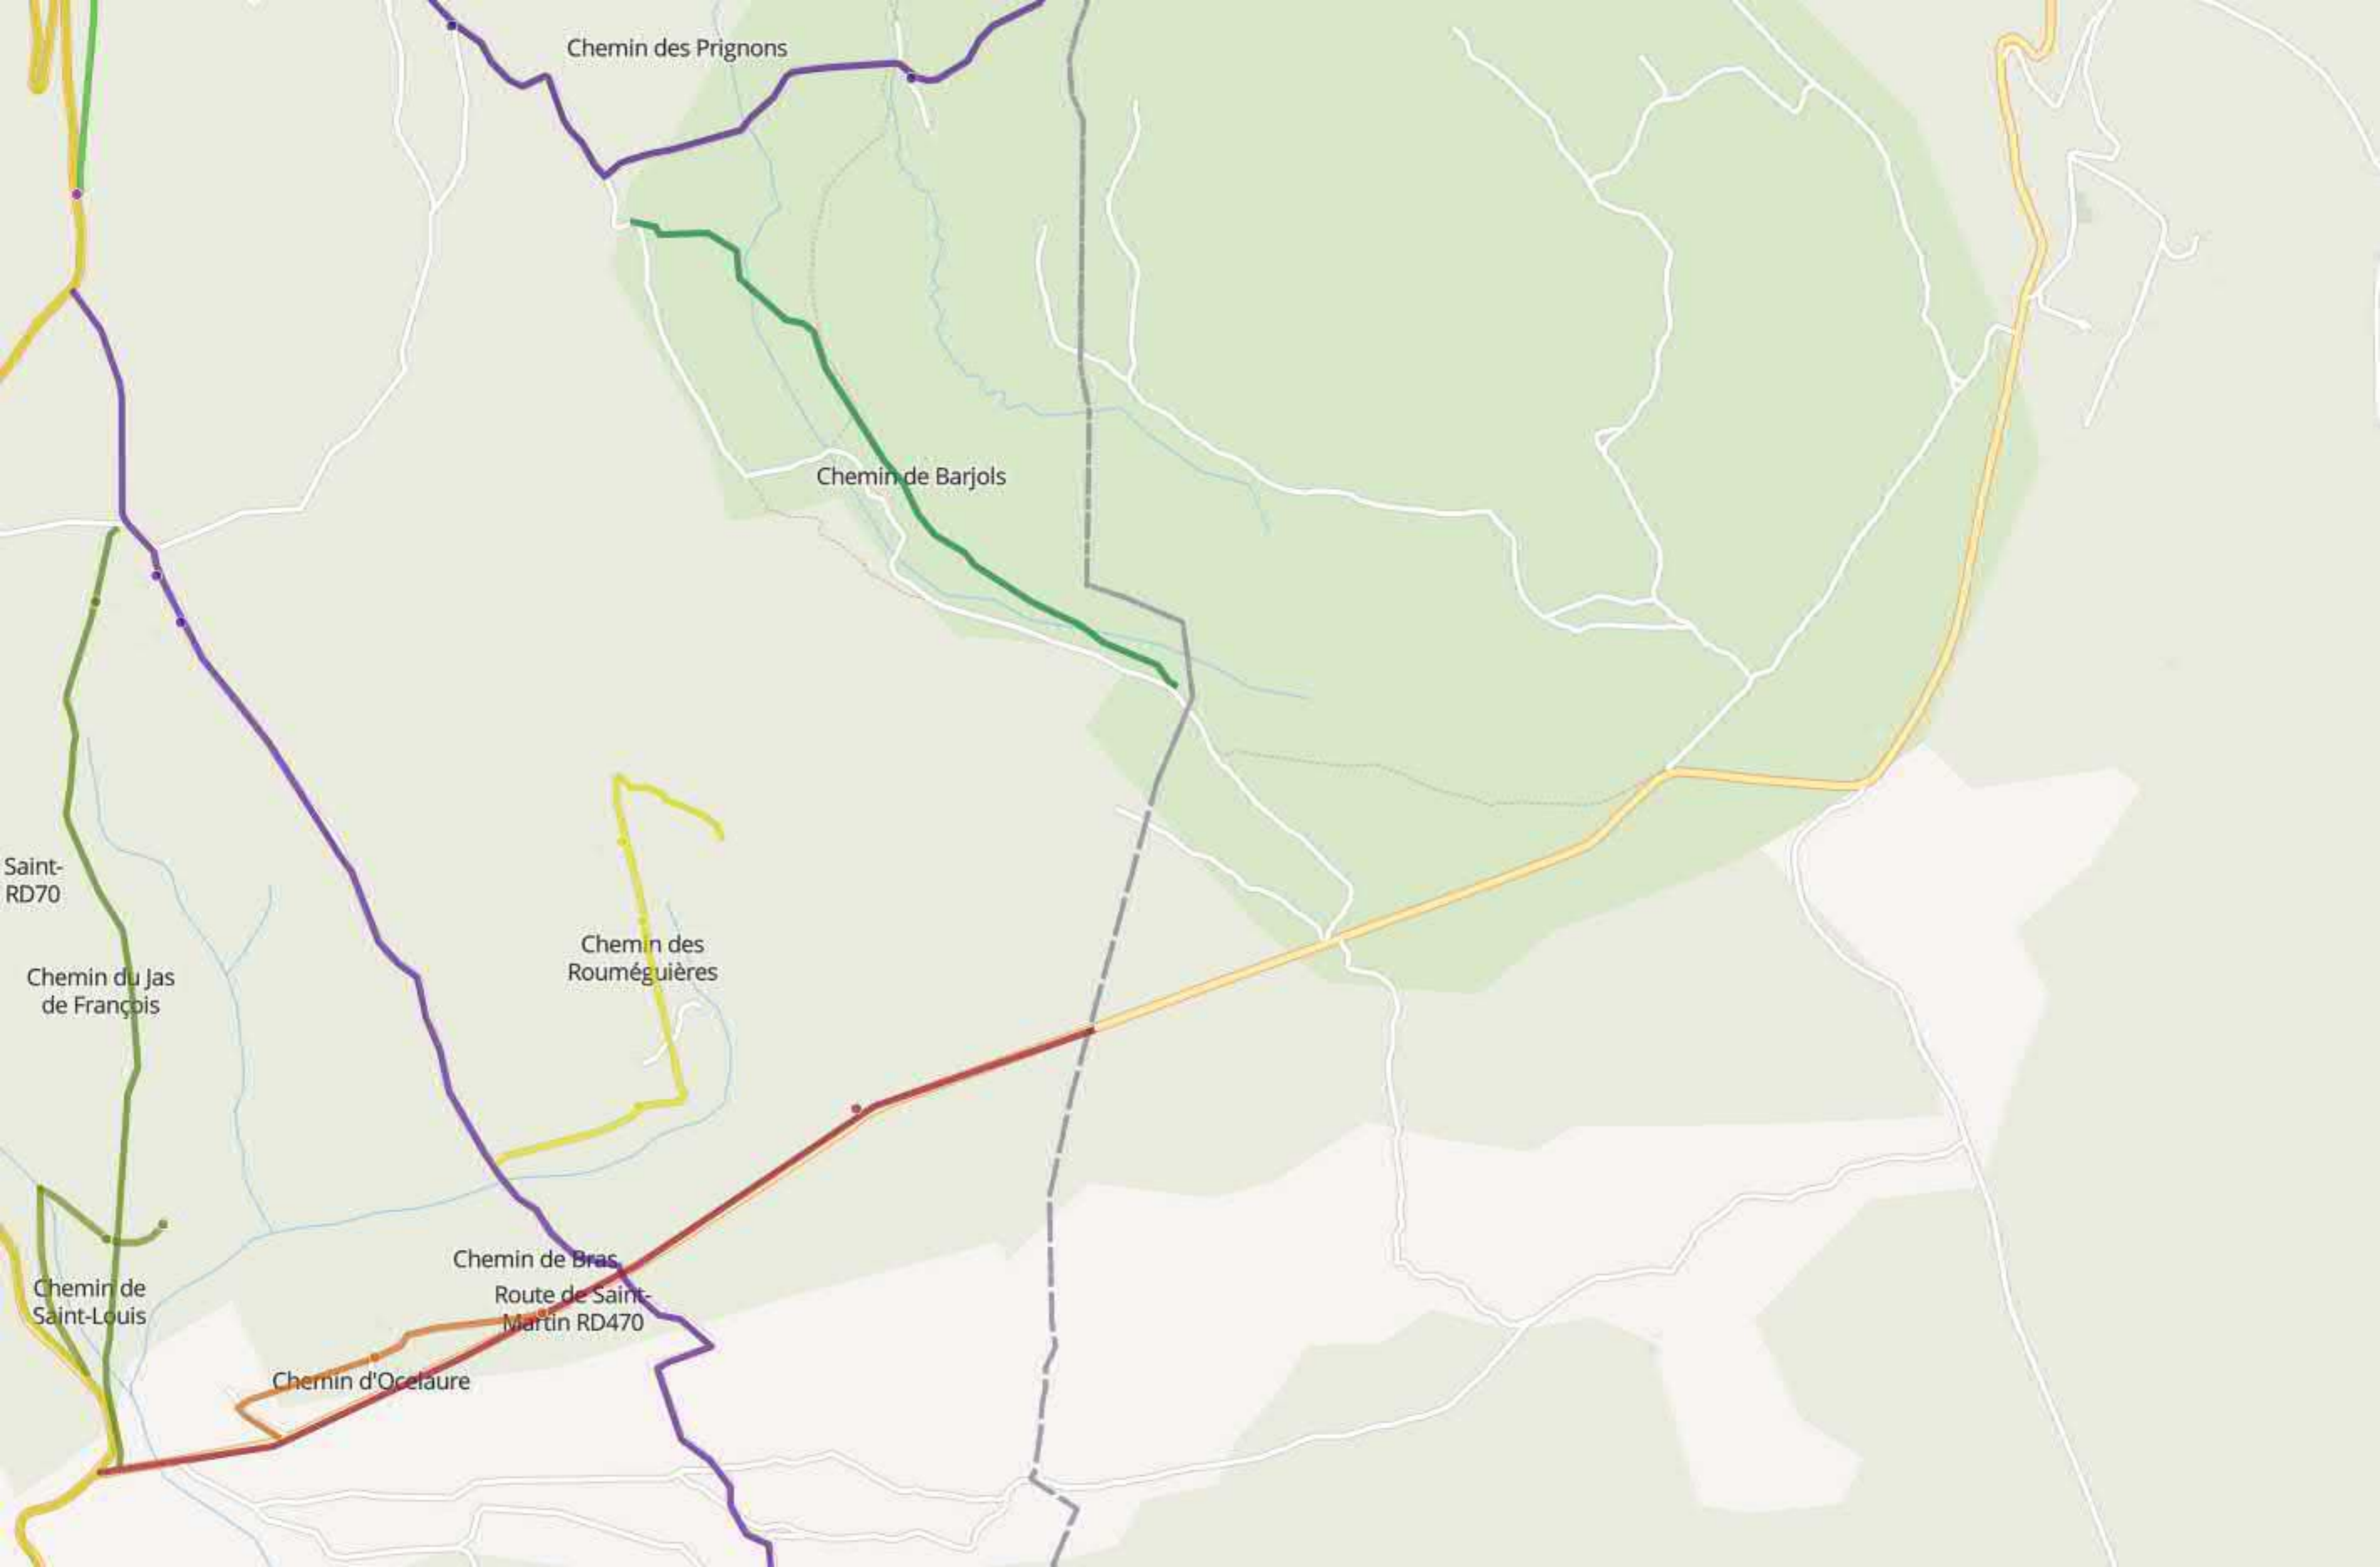 Chemin des Prignons
Chemin de Barjols
Saint-
RD70
Chemin des
Rouméguières
Chemin du Jas
de François
Chemin de Bras
Chemin de
Saint-Louis
Route de Saint-
Martin RD470
Chemin d'Ocelaure